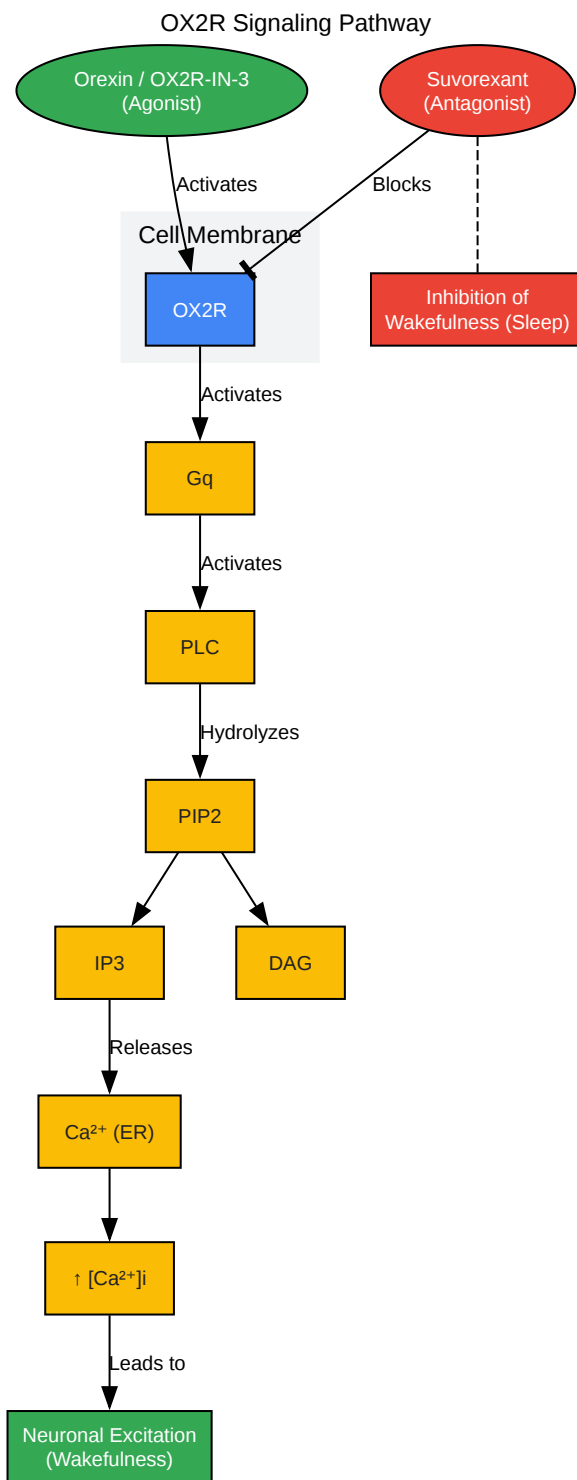 OX2R Signaling Pathway
Orexin / OX2R-IN-3
(Agonist)
Suvorexant
(Antagonist)
Activates
Blocks
Cell Membrane
OX2R
Inhibition of
Wakefulness (Sleep)
Activates
Gq
Activates
PLC
Hydrolyzes
PIP2
IP3
DAG
Releases
Ca²⁺ (ER)
↑ [Ca²⁺]i
Leads to
Neuronal Excitation
(Wakefulness)